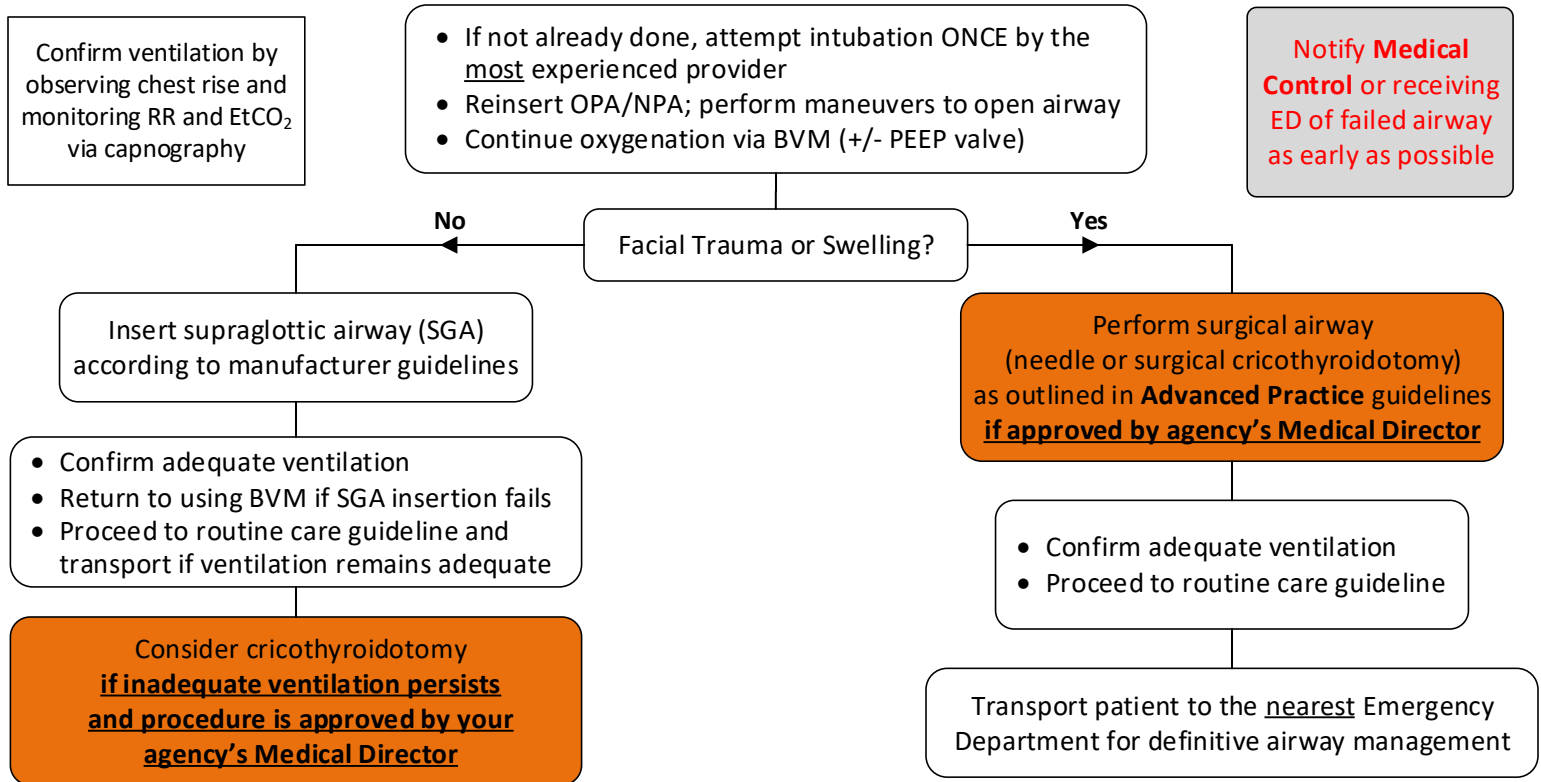 Confirm ventilation by
observing chest rise and
monitoring RR and EtCO₂
via capnography
• If not already done, attempt intubation ONCE by the
most experienced provider
• Reinsert OPA/NPA; perform maneuvers to open airway
• Continue oxygenation via BVM (+/- PEEP valve)
Notify Medical
Control or receiving
ED of failed airway
as early as possible
No
Facial Trauma or Swelling?
Yes
Insert supraglottic airway (SGA)
according to manufacturer guidelines
• Confirm adequate ventilation
• Return to using BVM if SGA insertion fails
• Proceed to routine care guideline and
transport if ventilation remains adequate
Consider cricothyroidotomy
if inadequate ventilation persists
and procedure is approved by your
agency’s Medical Director
Perform surgical airway
(needle or surgical cricothyroidotomy)
as outlined in Advanced Practice guidelines
if approved by agency’s Medical Director
• Confirm adequate ventilation
• Proceed to routine care guideline
Transport patient to the nearest Emergency
Department for definitive airway management